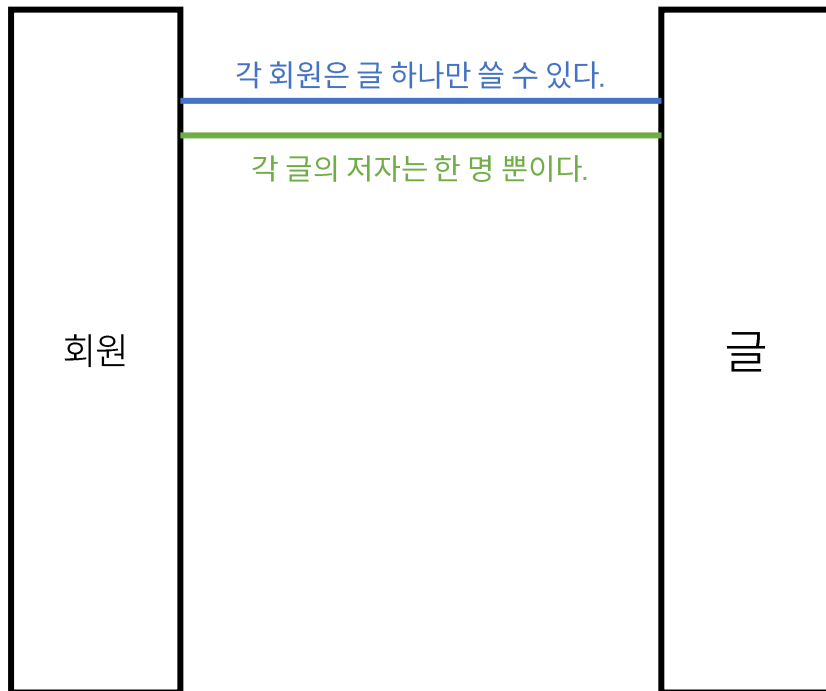 각 회원은 글 하나만 쓸 수 있다.
각 글의 저자는 한 명 뿐이다.
회원
글